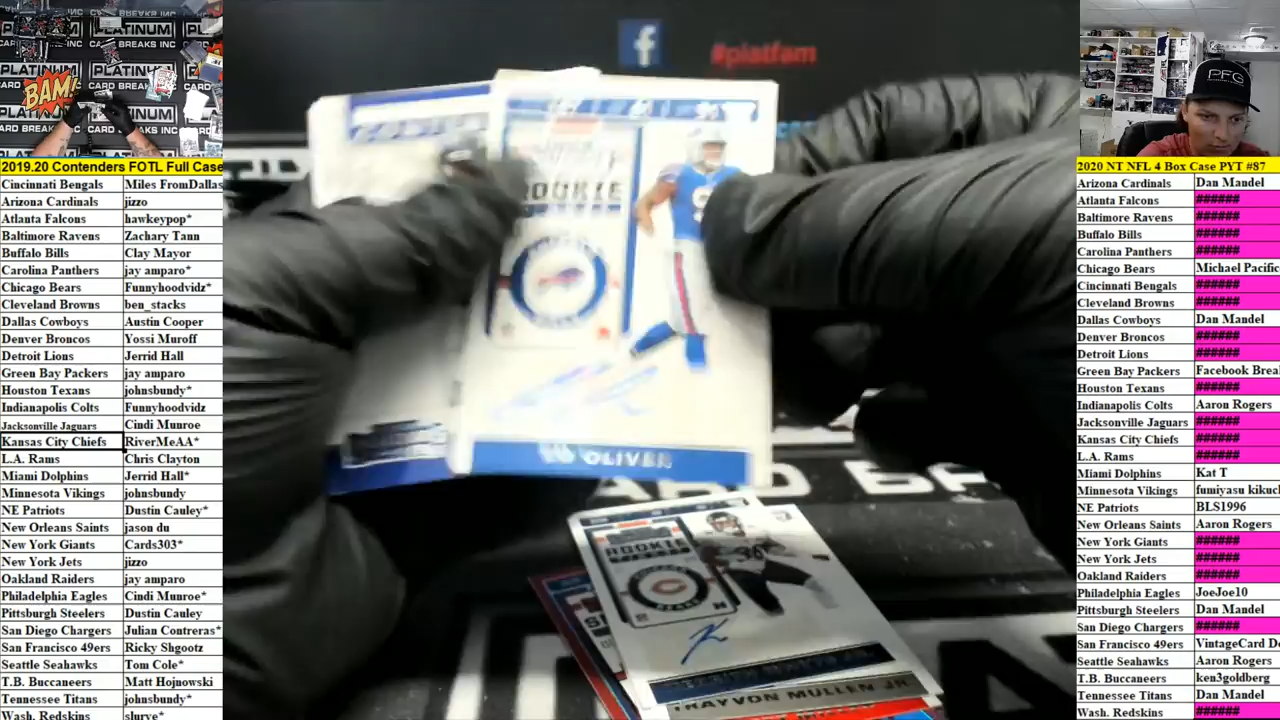 PLATINUM
CARD BREAKS INC
BAM!
f
#platfam
PFG
2019.20 Contenders FOTL Full Case
Cincinnati Bengals Miles FromDallas
Arizona Cardinals jizzo
Atlanta Falcons hawkeypop*
Baltimore Ravens Zachary Tann
Buffalo Bills Clay Mayor
Carolina Panthers jay amparo*
Chicago Bears Funnyhoodvidz*
Cleveland Browns ben_stacks
Dallas Cowboys Austin Cooper
Denver Broncos Yossi Muroff
Detroit Lions Jerrid Hall
Green Bay Packers jay amparo
Houston Texans johnsbundy*
Indianapolis Colts Funnyhoodvidz
Jacksonville Jaguars Cindi Munroe
Kansas City Chiefs RiverMeAA*
L.A. Rams Chris Clayton
Miami Dolphins Jerrid Hall*
Minnesota Vikings johnsbundy
NE Patriots Dustin Cauley*
New Orleans Saints jason du
New York Giants Cards303*
New York Jets jizzo
Oakland Raiders jay amparo
Philadelphia Eagles Cindi Munroe*
Pittsburgh Steelers Dustin Cauley
San Diego Chargers Julian Contreras*
San Francisco 49ers Ricky Shgootz
Seattle Seahawks Tom Cole*
T.B. Buccaneers Matt Hojnowski
Tennessee Titans johnsbundy*
Wash. Redskins slurve*
ROOKIE
TRAYVON MULLEN JR.
2020 NT NFL 4 Box Case PYT #87
Arizona Cardinals Dan Mandel
Atlanta Falcons ######
Baltimore Ravens ######
Buffalo Bills ######
Carolina Panthers ######
Chicago Bears Michael Pacific
Cincinnati Bengals ######
Cleveland Browns ######
Dallas Cowboys Dan Mandel
Denver Broncos ######
Detroit Lions ######
Green Bay Packers Facebook Brea
Houston Texans ######
Indianapolis Colts Aaron Rogers
Jacksonville Jaguars ######
Kansas City Chiefs ######
L.A. Rams ######
Miami Dolphins Kat T
Minnesota Vikings fumiyasu kikuc
NE Patriots BLS1996
New Orleans Saints Aaron Rogers
New York Giants ######
New York Jets ######
Oakland Raiders ######
Philadelphia Eagles JoeJoe10
Pittsburgh Steelers Dan Mandel
San Diego Chargers ######
San Francisco 49ers VintageCard De
Seattle Seahawks Aaron Rogers
T.B. Buccaneers ken3goldberg
Tennessee Titans Dan Mandel
Wash. Redskins ######